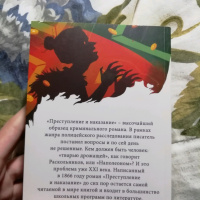 «Преступление и наказание» – высочайший
образец криминального романа. В рамках
жанра полицейского расследования писатель
поставил вопросы и по сей день
не решенные. Кем должен быть человек:
«тварью дрожащей», как говорит
Раскольников, или «Наполеоном»? И это
проблема уже XXI века. Написанный
в 1866 году роман «Преступление
и наказание» до сих пор остается самой
читаемой в мире книгой и входит в большинство
школьных программ по литературе.